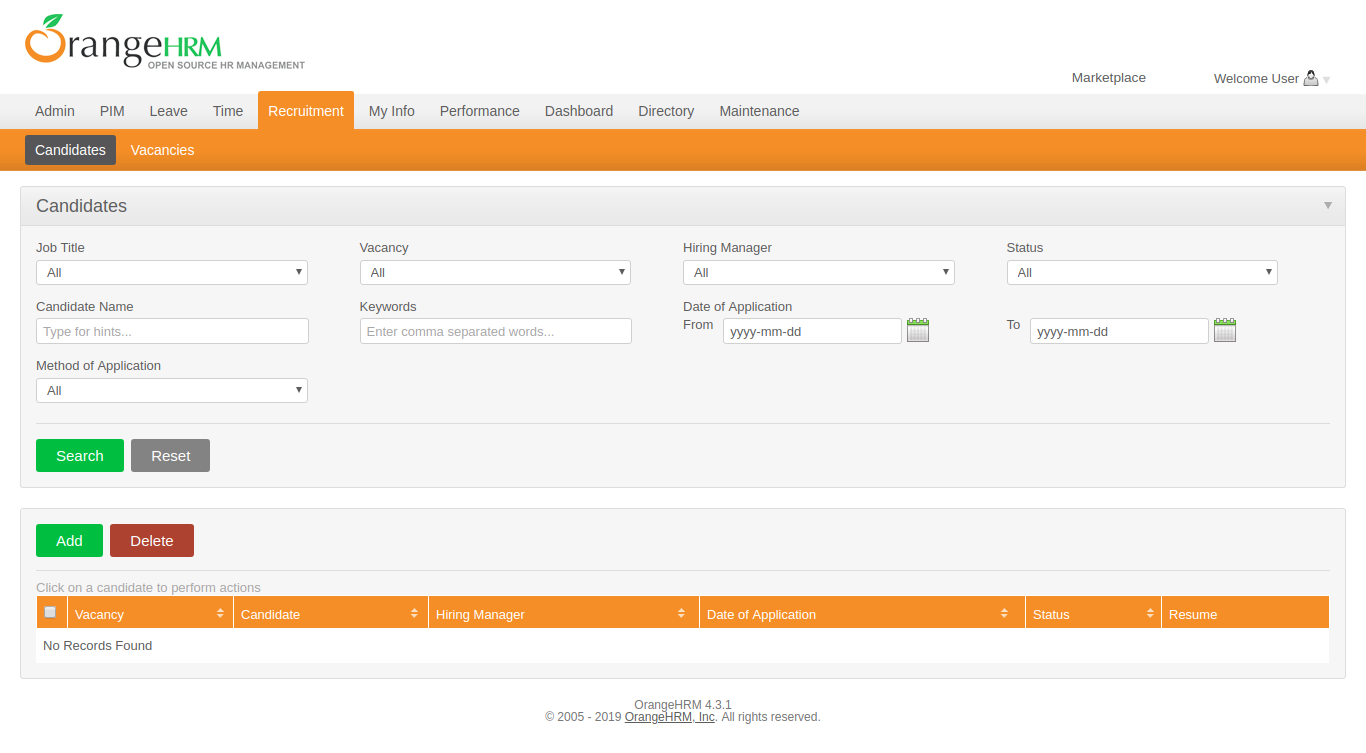 OrangeHRM
OPEN SOURCE HR MANAGEMENT
Marketplace Welcome User
Admin PIM Leave Time Recruitment My Info Performance Dashboard Directory Maintenance
Candidates Vacancies
Candidates
Job Title Vacancy Hiring Manager Status
All All All All
Candidate Name Keywords Date of Application
Type for hints... Enter comma separated words... From yyyy-mm-dd To yyyy-mm-dd
Method of Application
All
Search Reset
Add Delete
Click on a candidate to perform actions
Vacancy Candidate Hiring Manager Date of Application Status Resume
No Records Found
OrangeHRM 4.3.1
© 2005 - 2019 OrangeHRM, Inc. All rights reserved.